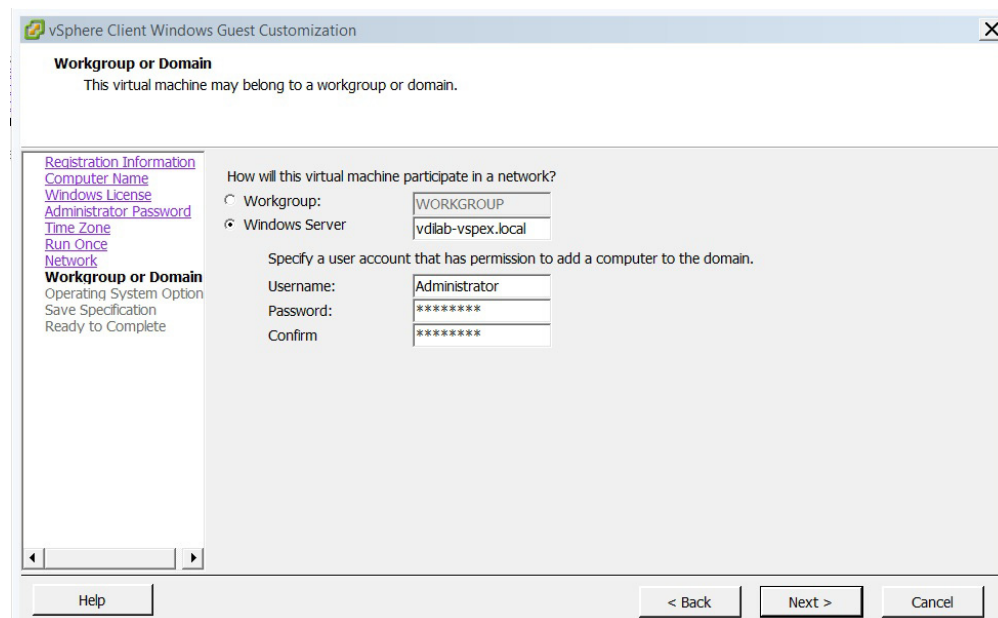 vSphere Client Windows Guest Customization
Workgroup or Domain
This virtual machine may belong to a workgroup or domain.
Registration Information
Computer Name
Windows License
Administrator Password
Time Zone
Run Once
Network
Workgroup or Domain
Operating System Option
Save Specification
Ready to Complete
How will this virtual machine participate in a network?
Workgroup: WORKGROUP
Windows Server vdilab-vspex.local
Specify a user account that has permission to add a computer to the domain.
Username: Administrator
Password: ********
Confirm ********
Help < Back Next > Cancel